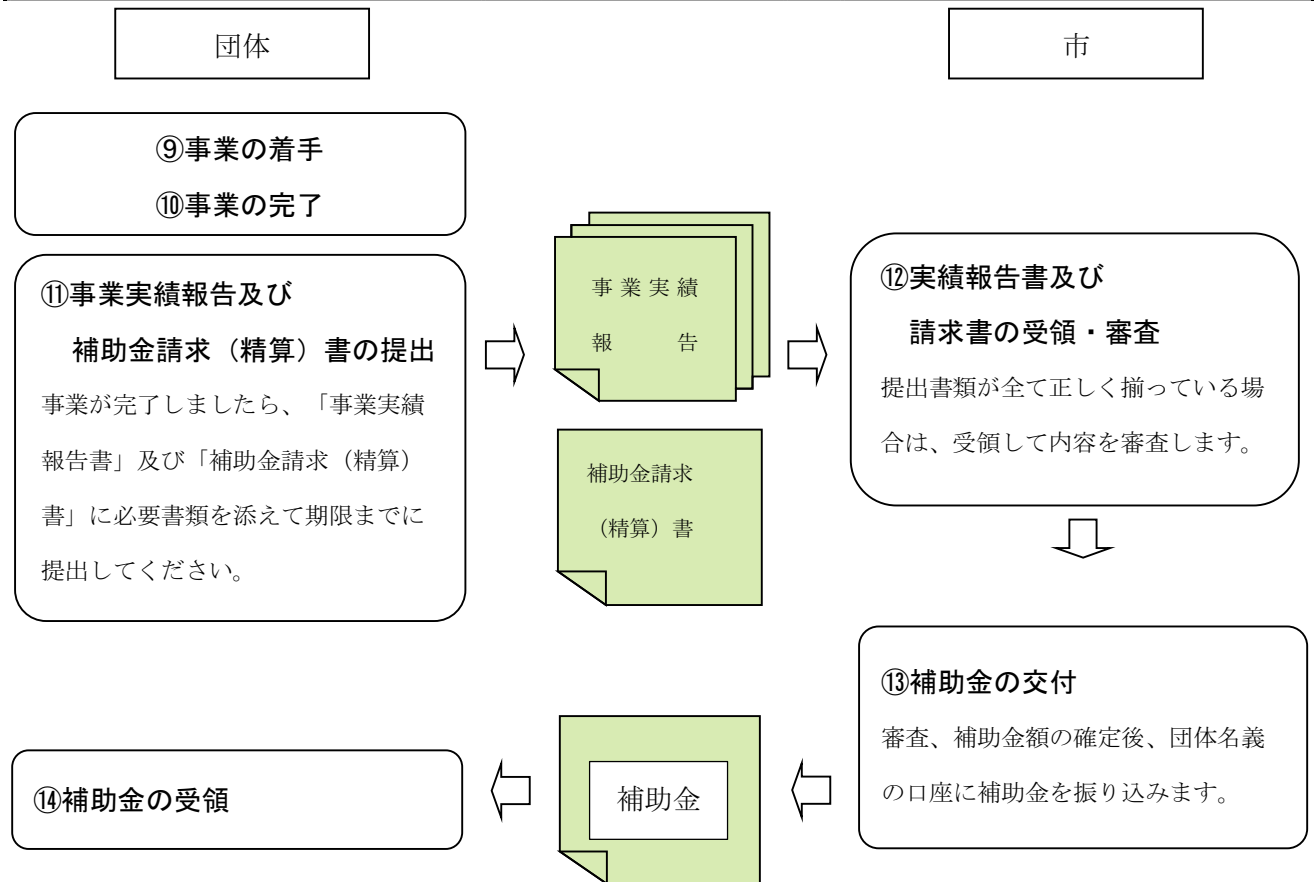 団体
市
⑨事業の着手
⑩事業の完了
⑪事業実績報告及び
補助金請求（精算）書の提出
事業が完了しましたら、「事業実績
報告書」及び「補助金請求（精算）
書」に必要書類を添えて期限までに
提出してください。
事業実績
報　　告
補助金請求
（精算）書
⑫実績報告書及び
請求書の受領・審査
提出書類が全て正しく揃っている場
合は、受領して内容を審査します。
⑬補助金の交付
審査、補助金額の確定後、団体名義
の口座に補助金を振り込みます。
補助金
⑭補助金の受領